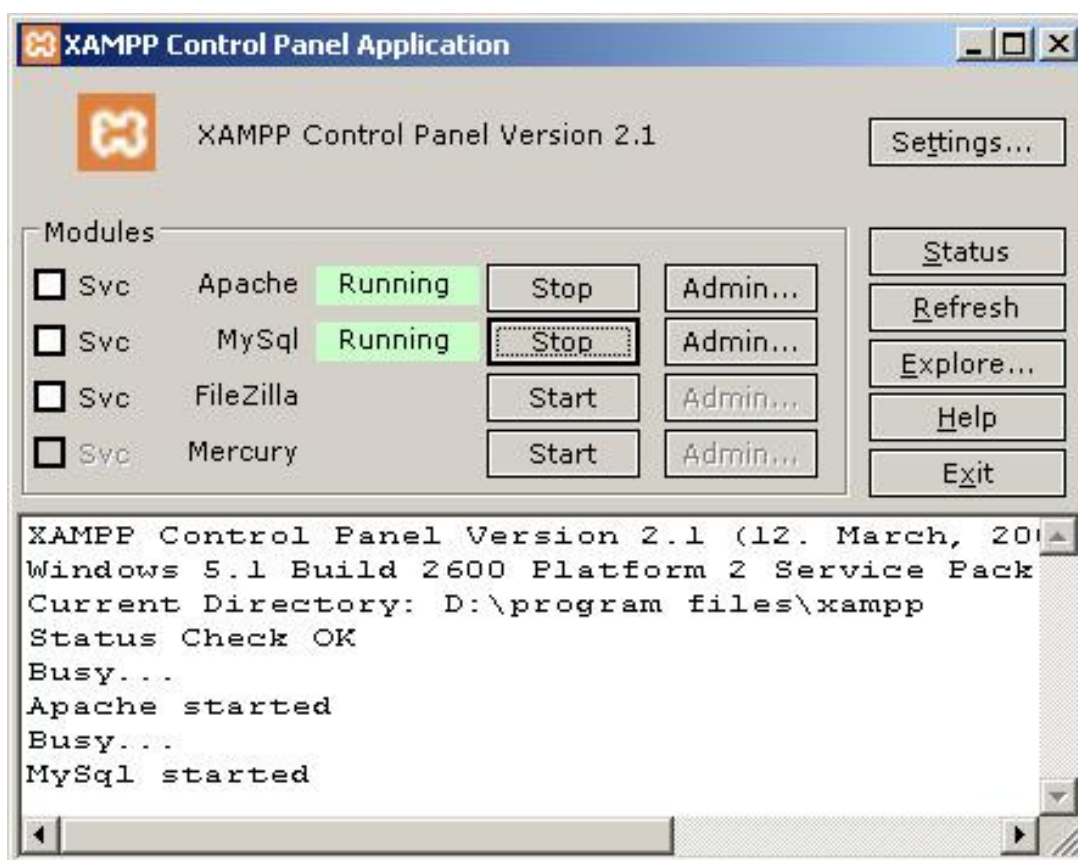 XAMPP Control Panel Application
XAMPP Control Panel Version 2.1
Settings...
Modules
Svc Apache Running Stop Admin...
Svc MySql Running Stop Admin...
Svc FileZilla Start Admin...
Svc Mercury Start Admin...
Status
Refresh
Explore...
Help
Exit
XAMPP Control Panel Version 2.1 (12. March,
Windows 5.1 Build 2600 Platform 2 Service Pack
Current Directory: D:\program files\xampp
Status Check OK
Busy...
Apache started
Busy...
MySql started